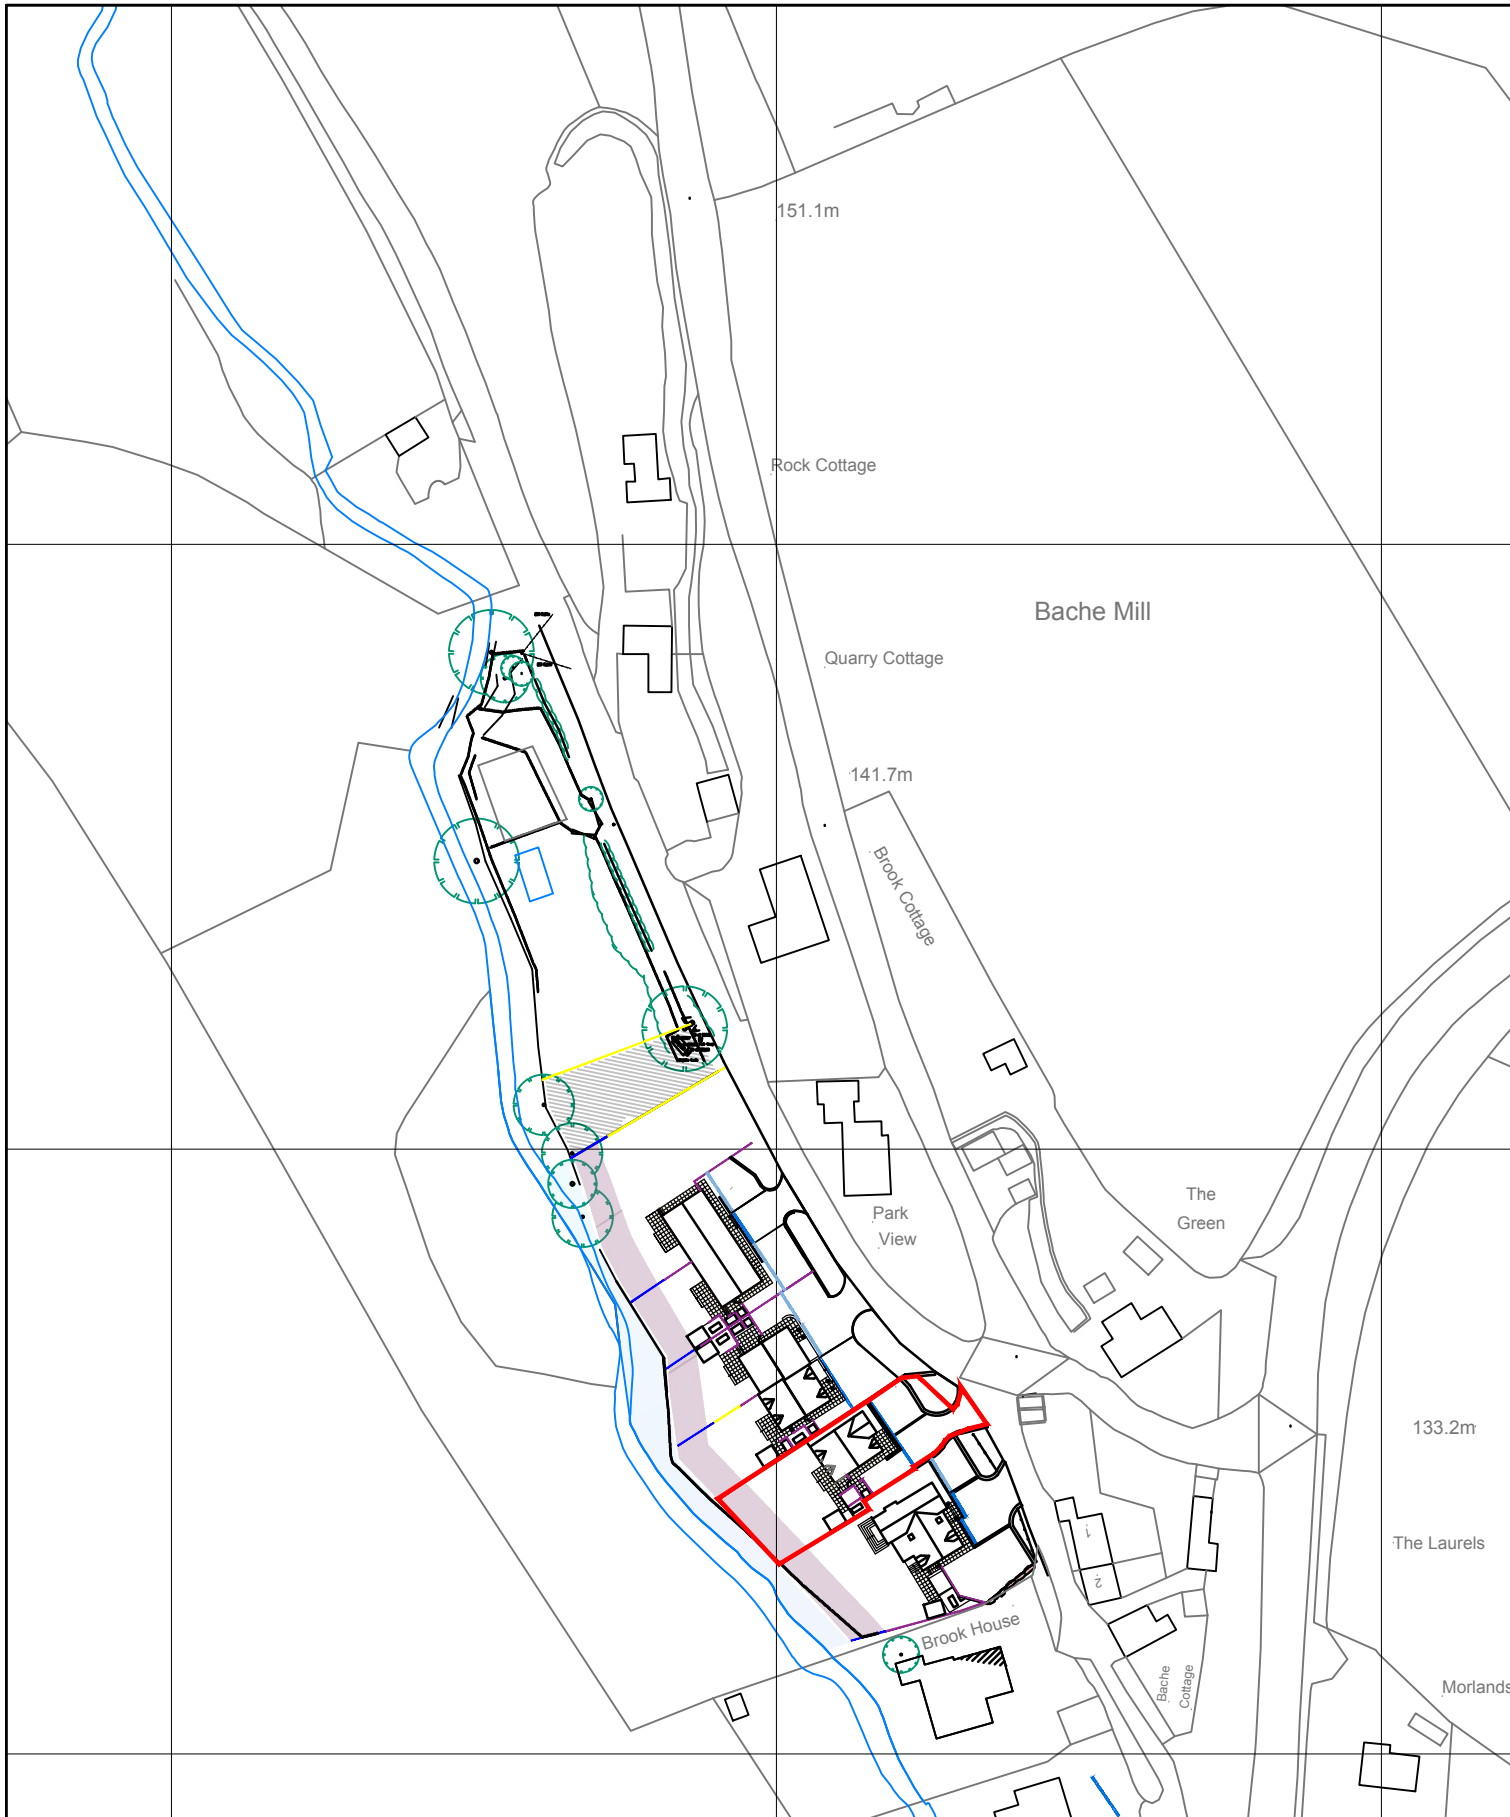 151.1m
Rock Cottage
Bache Mill
Quarry Cottage
141.7m
Brook Cottage
The
Green
Park
View
133.2m
1
2
The Laurels
Brook House
Bache
Cottage
Morlands